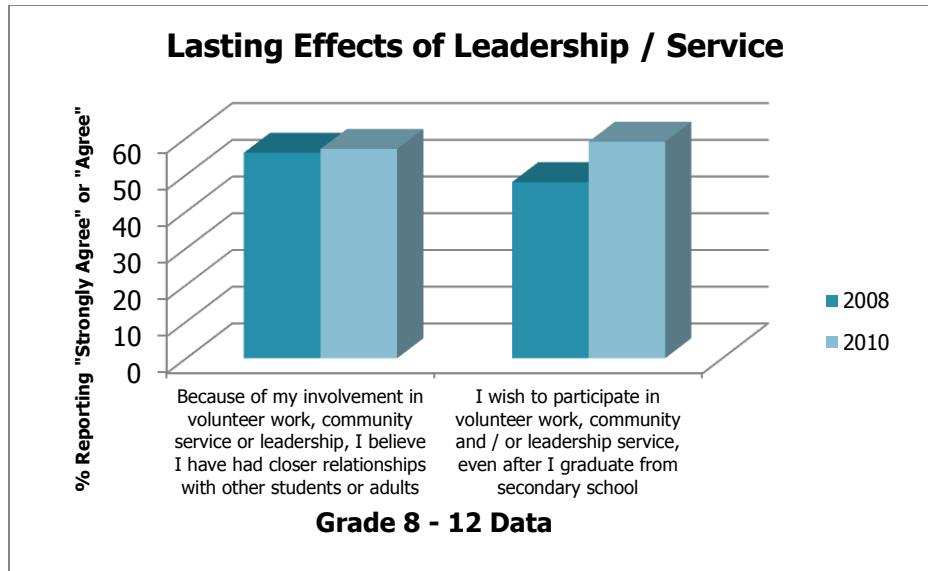 Lasting Effects of Leadership / Service
% Reporting "Strongly Agree" or "Agree"
60
50
40
30
20
10
0
2008
2010
Because of my involvement in
volunteer work, community
service or leadership, I believe
I have had closer relationships
with other students or adults
I wish to participate in
volunteer work, community
and / or leadership service,
even after I graduate from
secondary school
Grade 8 - 12 Data